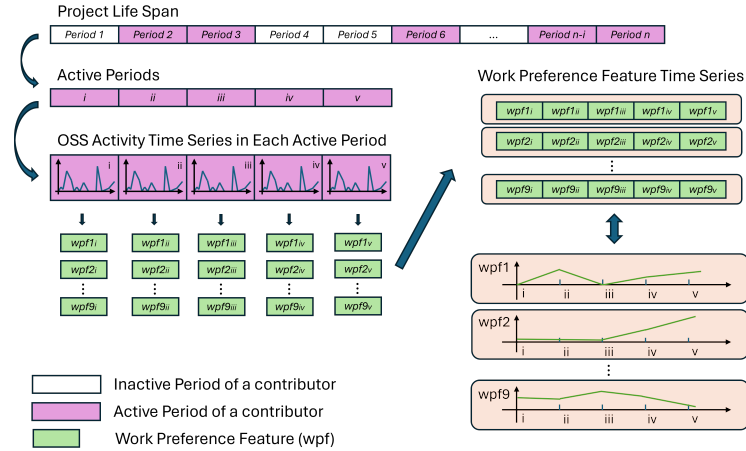 Project Life Span
Period 1 Period 2 Period 3 Period 4 Period 5 Period 6 ... Period n-i Period n
Active Periods
i ii iii iv v
OSS Activity Time Series in Each Active Period
i ii iii iv v
wpf1i wpf1ii wpf1iii wpf1iv wpf1v
wpf2i wpf2ii wpf2iii wpf2iv wpf2v
wpf9i wpf9ii wpf9iii wpf9iv wpf9v
Work Preference Feature Time Series
wpf1i wpf1ii wpf1iii wpf1iv wpf1v
wpf2i wpf2ii wpf2iii wpf2iv wpf2v
wpf9i wpf9ii wpf9iii wpf9iv wpf9v
wpf1
i ii iii iv v
wpf2
i ii iii iv v
wpf9
i ii iii iv v
Inactive Period of a contributor
Active Period of a contributor
Work Preference Feature (wpf)